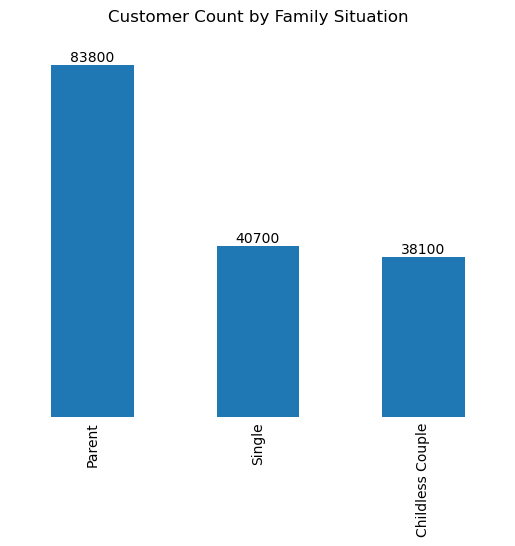 Customer Count by Family Situation
83800
40700
38100
Parent
Single
Childless Couple